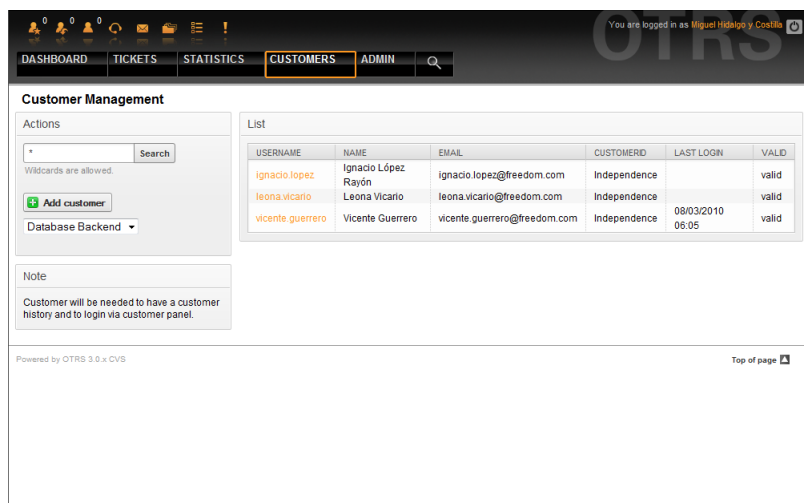 0 0 0
You are logged in as Miguel Hidalgo y Costilla
OTRS
DASHBOARD TICKETS STATISTICS CUSTOMERS ADMIN
Customer Management
Actions
* Search
Wildcards are allowed.
Add customer
Database Backend
Note
Customer will be needed to have a customer
history and to login via customer panel.
List
USERNAME NAME EMAIL CUSTOMERID LAST LOGIN VALID
ignacio.lopez Ignacio López Rayón ignacio.lopez@freedom.com Independence valid
leona.vicario Leona Vicario leona.vicario@freedom.com Independence valid
vicente.guerrero Vicente Guerrero vicente.guerrero@freedom.com Independence 08/03/2010 06:05 valid
Powered by OTRS 3.0.x CVS
Top of page